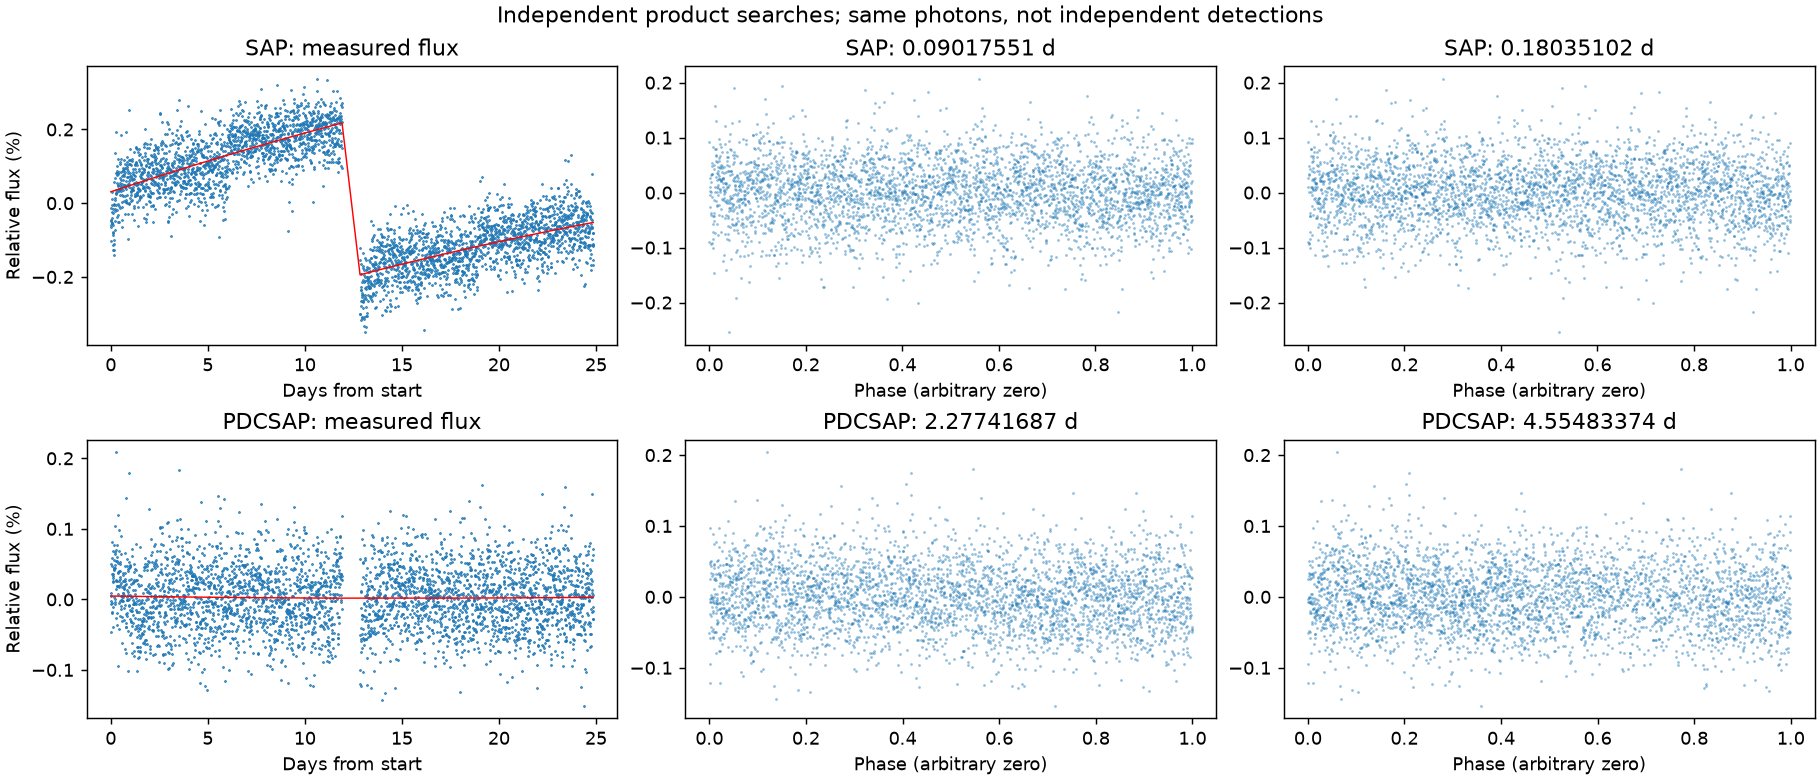 Independent product searches; same photons, not independent detections
SAP: measured flux
SAP: 0.09017551 d
SAP: 0.18035102 d
Relative flux (%)
0.2
0.0
−0.2
0 5 10 15 20 25
Days from start
0.2
0.1
0.0
−0.1
−0.2
0.0 0.2 0.4 0.6 0.8 1.0
Phase (arbitrary zero)
0.2
0.1
0.0
−0.1
−0.2
0.0 0.2 0.4 0.6 0.8 1.0
Phase (arbitrary zero)
PDCSAP: measured flux
PDCSAP: 2.27741687 d
PDCSAP: 4.55483374 d
Relative flux (%)
0.2
0.1
0.0
−0.1
0 5 10 15 20 25
Days from start
0.2
0.1
0.0
−0.1
0.0 0.2 0.4 0.6 0.8 1.0
Phase (arbitrary zero)
0.2
0.1
0.0
−0.1
0.0 0.2 0.4 0.6 0.8 1.0
Phase (arbitrary zero)